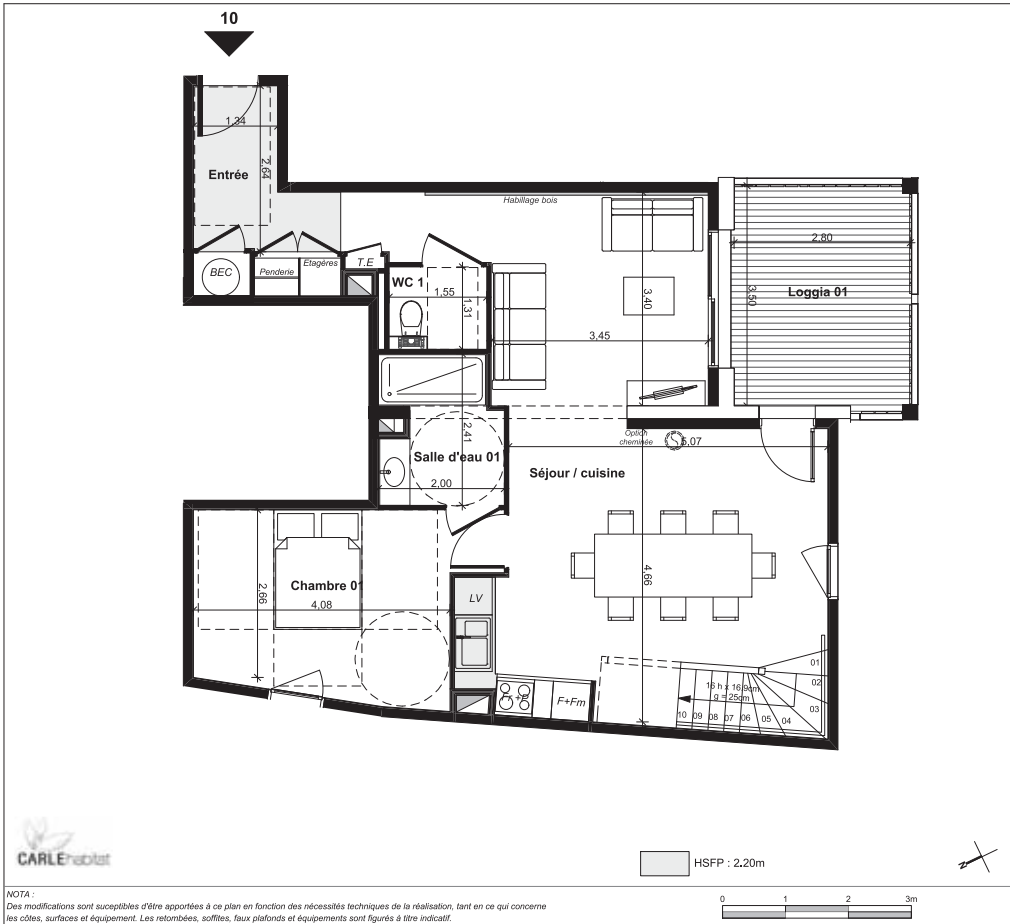 10
1,34
2,64
Entrée
BEC
Penderie
Etagères
T.E
WC 1
1,55
1,31
Habillage bois
3,40
3,45
2,80
3,50
Loggia 01
Option
cheminée
5,07
2,41
Salle d'eau 01
2,00
Séjour / cuisine
4,66
Chambre 01
2,66
4,08
LV
F+Fm
16 h x 16,9cm
g = 25cm
01
02
03
10 09 08 07 06 05 04
CARLEhabitat
HSFP : 2.20m
NOTA :
Des modifications sont suceptibles d'être apportées à ce plan en fonction des nécessités techniques de la réalisation, tant en ce qui concerne
les côtes, surfaces et équipement. Les retombées, soffites, faux plafonds et équipements sont figurés à titre indicatif.
0 1 2 3m